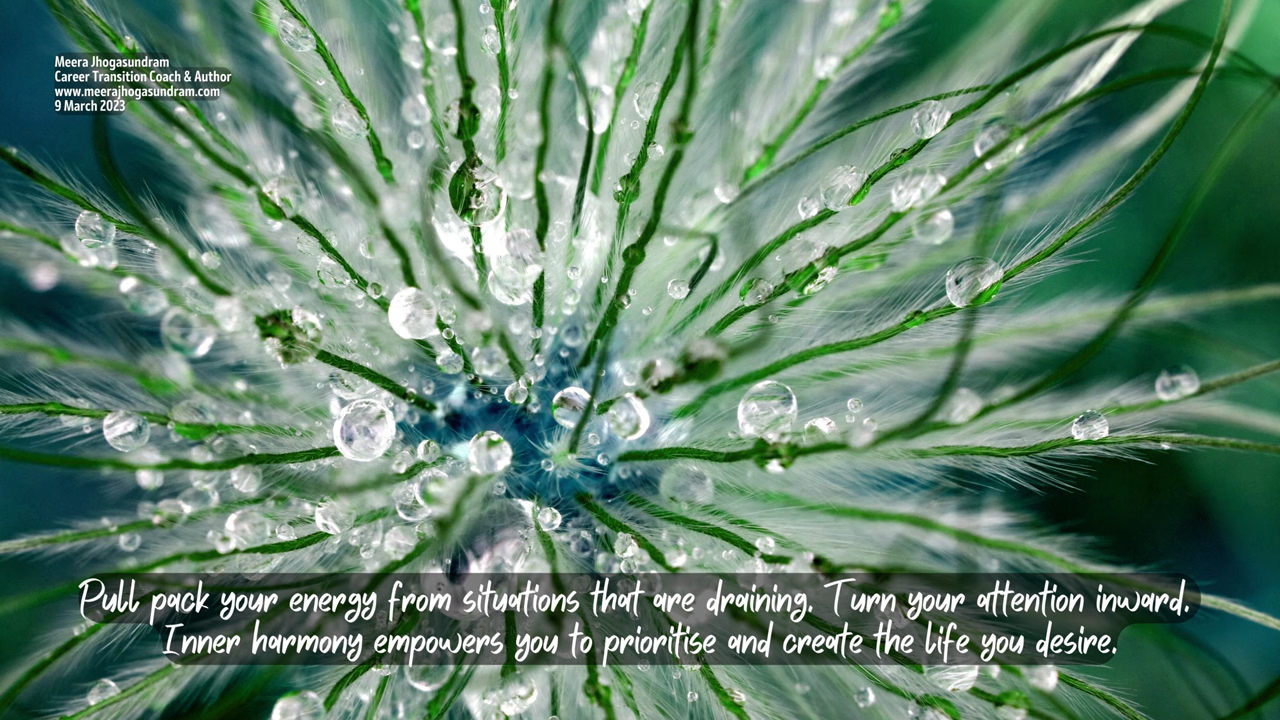 Meera Jhogasundram
Career Transition Coach & Author
www.meerajhogasundram.com
9 March 2023
Pull pack your energy from situations that are draining. Turn your attention inward.
Inner harmony empowers you to prioritise and create the life you desire.